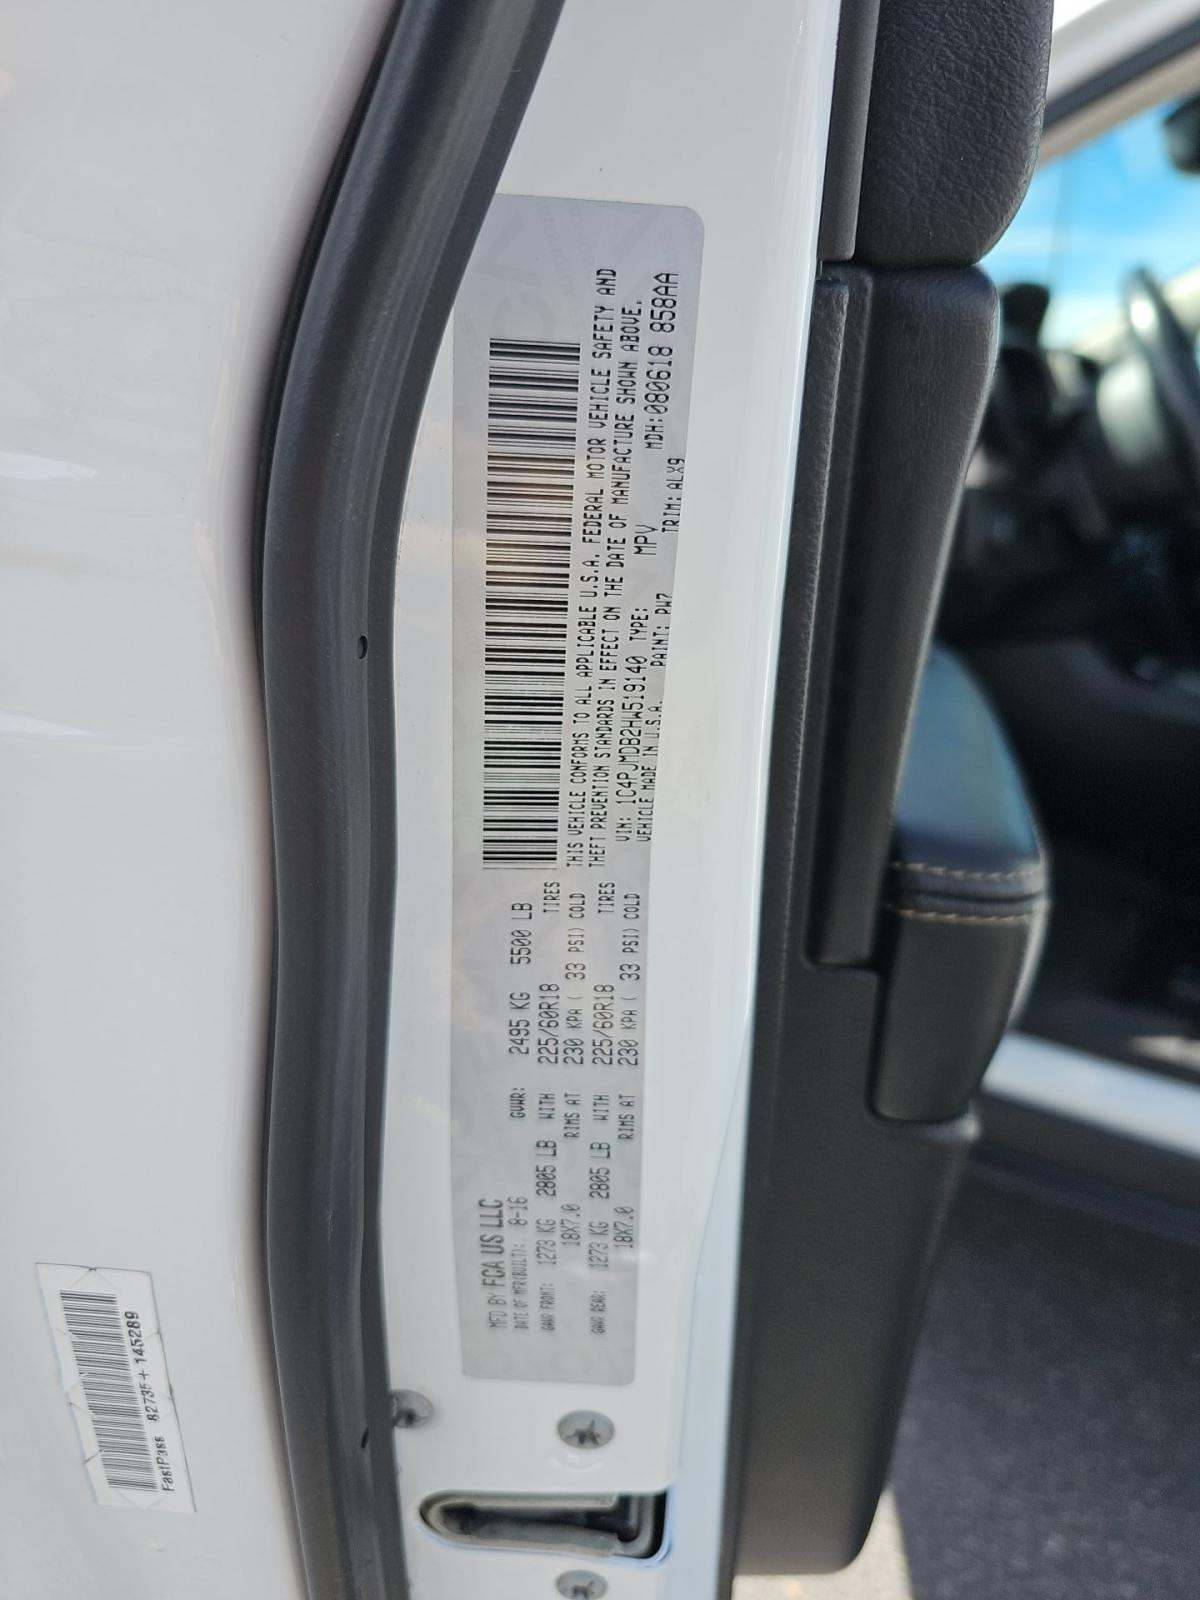 MFD BY FCA US LLC
DATE OF MFR(BUILT): 8-16 GVWR: 2495 KG 5500 LB
GAWR FRONT: 1273 KG 2805 LB WITH 225/60R18 TIRES
18X7.0 RIMS AT 230 KPA ( 33 PSI) COLD
GAWR REAR: 1273 KG 2805 LB WITH 225/60R18 TIRES
18X7.0 RIMS AT 230 KPA ( 33 PSI) COLD
THIS VEHICLE CONFORMS TO ALL APPLICABLE U.S.A. FEDERAL MOTOR VEHICLE SAFETY AND
THEFT PREVENTION STANDARDS IN EFFECT ON THE DATE OF MANUFACTURE SHOWN ABOVE.
VIN: 1C4PJMDB2HW519140 TYPE: MPV MDH:080618 858AA
VEHICLE MADE IN U.S.A. PAINT: PW7 TRIM:ALX9
82735+145289